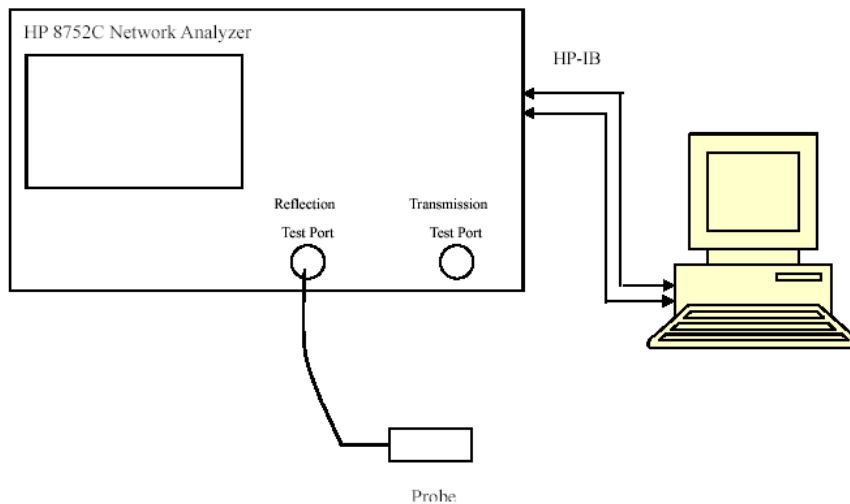 HP 8752C Network Analyzer
HP-IB
Reflection
Test Port
Transmission
Test Port
Probe